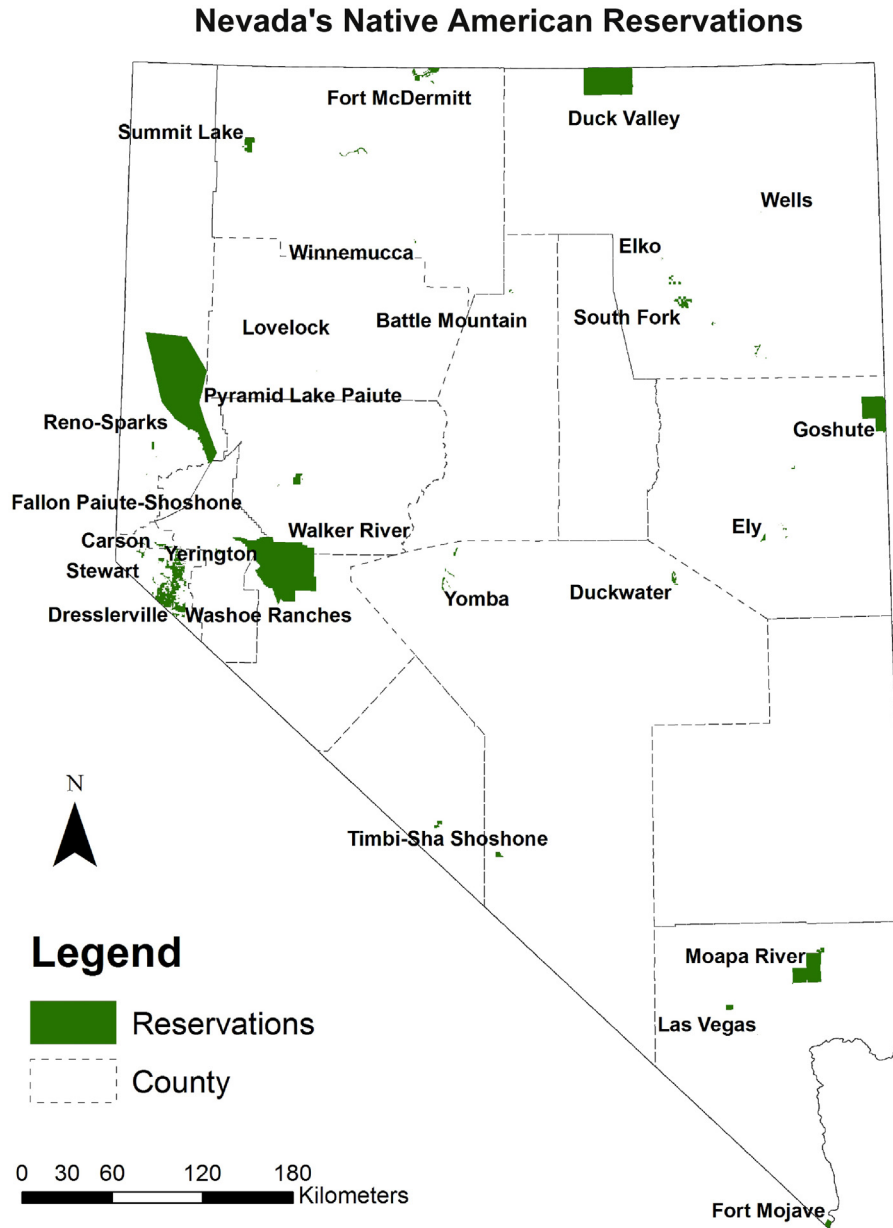 Nevada's Native American Reservations
Fort McDermitt
Duck Valley
Summit Lake
Wells
Elko
Winnemucca
South Fork
Battle Mountain
Lovelock
Pyramid Lake Paiute
Reno-Sparks
Goshute
Fallon Paiute-Shoshone
Walker River
Ely
Carson
Yerington
Stewart
Duckwater
Yomba
Dresslerville
Washoe Ranches
N
Timbi-Sha Shoshone
Legend
Moapa River
Reservations
Las Vegas
County
0 30 60 120 180
Kilometers
Fort Mojave